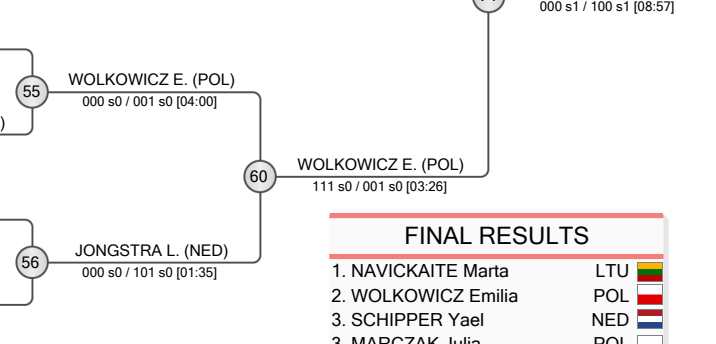 000 s1 / 100 s1 [08:57]
WOLKOWICZ E. (POL)
55
000 s0 / 001 s0 [04:00]
)
WOLKOWICZ E. (POL)
60
111 s0 / 001 s0 [03:26]
FINAL RESULTS
JONGSTRA L. (NED)
56
000 s0 / 101 s0 [01:35]
1. NAVICKAITE Marta LTU
2. WOLKOWICZ Emilia POL
3. SCHIPPER Yael NED
3. MARCZAK Julia POL